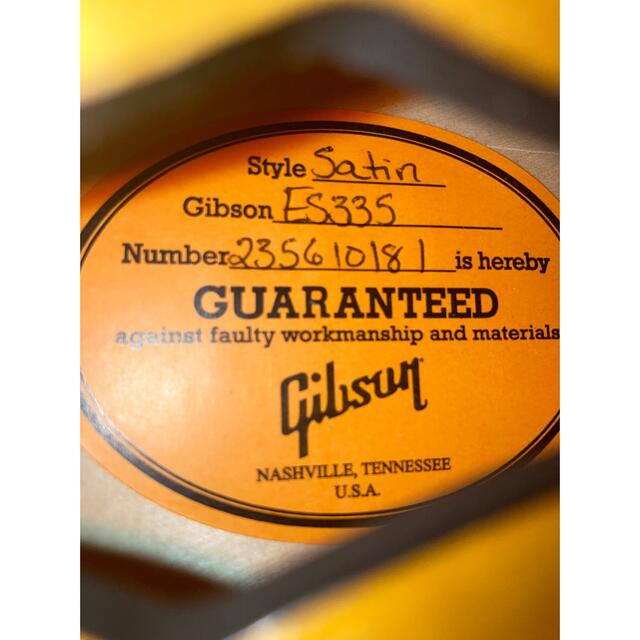 Style Satin
Gibson ES335
Number 235610181 is hereby
GUARANTEED
against faulty workmanship and materials
Gibson
NASHVILLE, TENNESSEE
U.S.A.